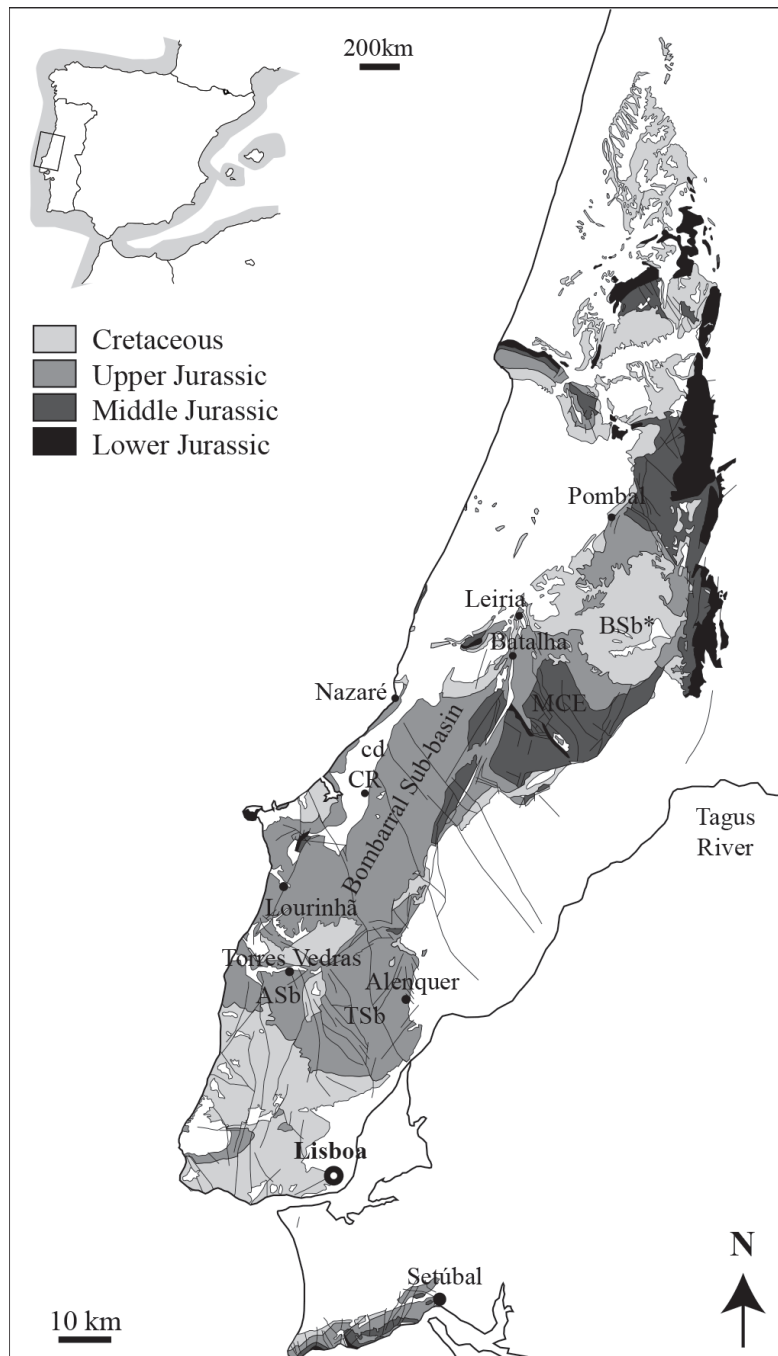 200km
Cretaceous
Upper Jurassic
Middle Jurassic
Lower Jurassic
Pombal
Leiria
BSb*
Batalha
Nazaré
MCE
cd
CR
Bombarral Sub-basin
Tagus
River
Lourinhã
Torres Vedras
Alenquer
ASb
TSb
Lisboa
N
Setúbal
10 km